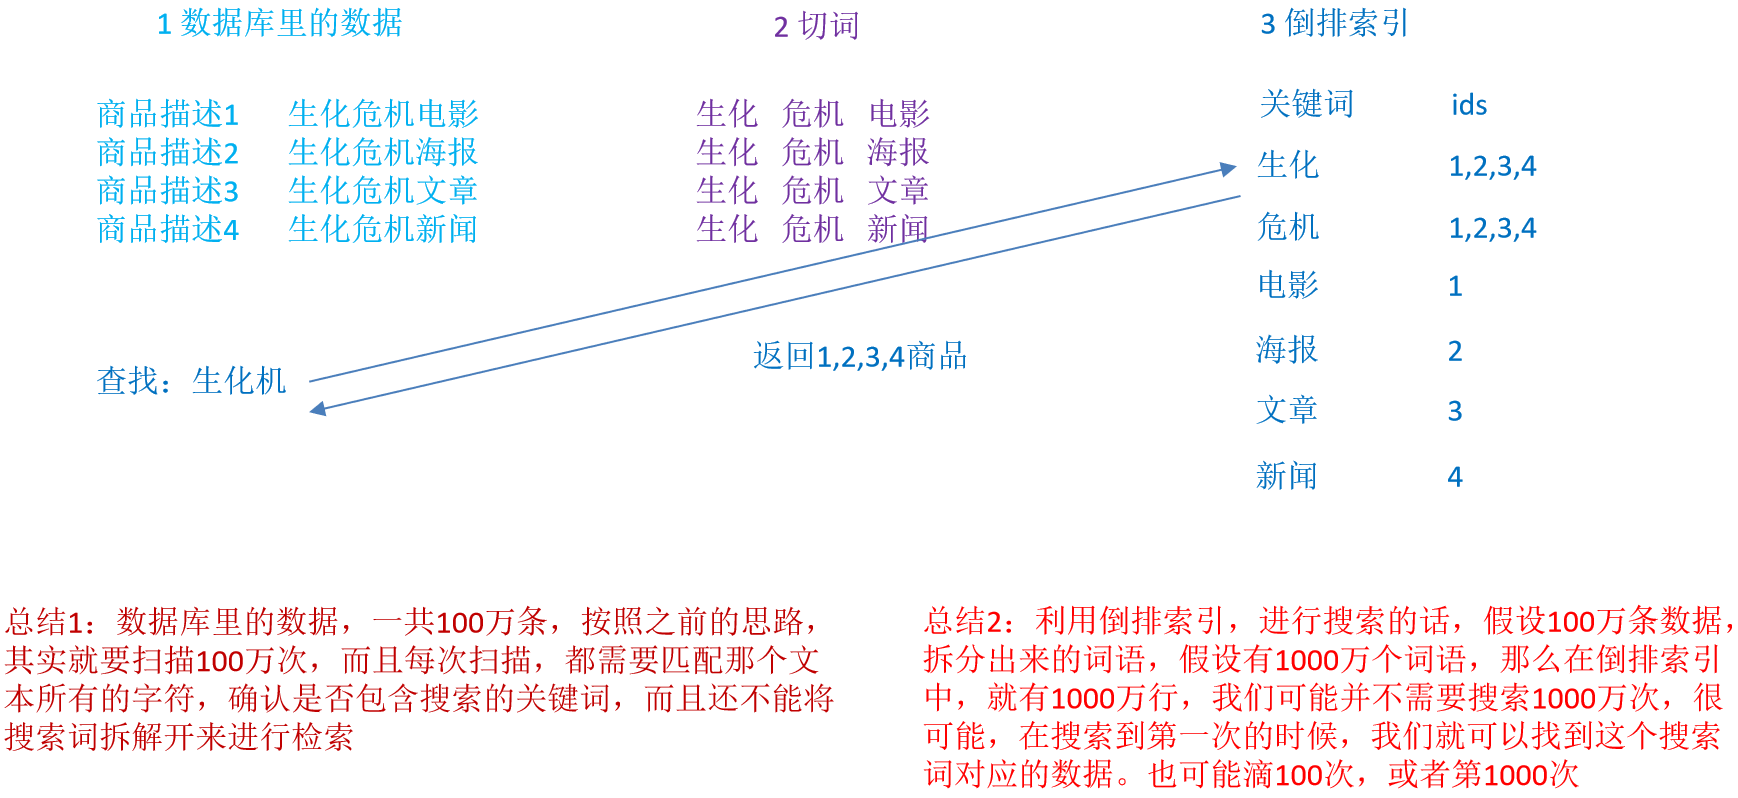 1 数据库里的数据
2 切词
3 倒排索引
商品描述1 生化危机电影
商品描述2 生化危机海报
商品描述3 生化危机文章
商品描述4 生化危机新闻
生化 危机 电影
生化 危机 海报
生化 危机 文章
生化 危机 新闻
关键词 ids
生化 1,2,3,4
危机 1,2,3,4
电影 1
海报 2
文章 3
新闻 4
查找：生化机
返回1,2,3,4商品
总结1：数据库里的数据，一共100万条，按照之前的思路，
其实就要扫描100万次，而且每次扫描，都需要匹配那个文
本所有的字符，确认是否包含搜索的关键词，而且还不能将
搜索词拆解开来进行检索
总结2：利用倒排索引，进行搜索的话，假设100万条数据，
拆分出来的词语，假设有1000万个词语，那么在倒排索引
中，就有1000万行，我们可能并不需要搜索1000万次，很
可能，在搜索到第一次的时候，我们就可以找到这个搜索
词对应的数据。也可能滴100次，或者第1000次